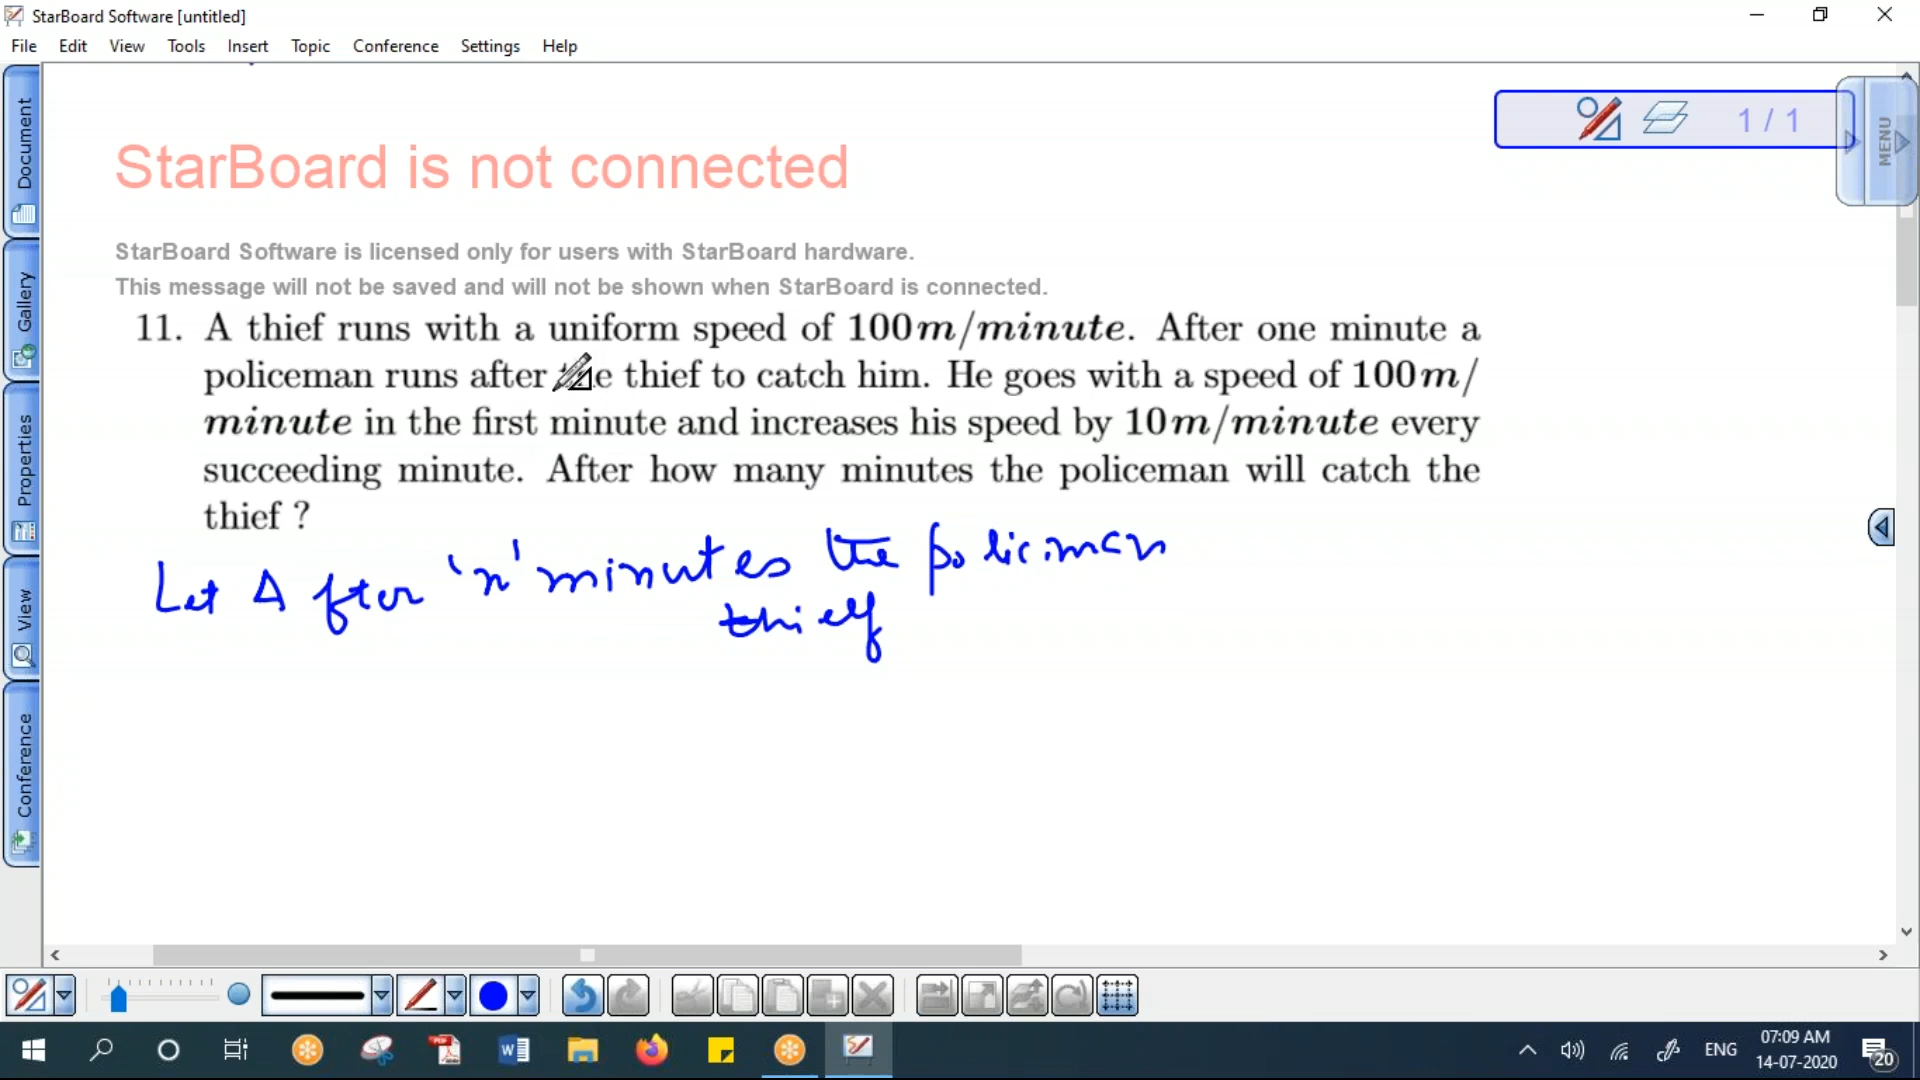 StarBoard Software [untitled]
File Edit View Tools Insert Topic Conference Settings Help
Document
Gallery
Properties
View
Conference
1 / 1
MENU
StarBoard is not connected
StarBoard Software is licensed only for users with StarBoard hardware.
This message will not be saved and will not be shown when StarBoard is connected.
11. A thief runs with a uniform speed of 100m/minute. After one minute a
policeman runs after thief to catch him. He goes with a speed of 100m/
minute in the first minute and increases his speed by 10m/minute every
succeeding minute. After how many minutes the policeman will catch the
thief ?
Let After 'n' minutes the policeman
thief
ENG
07:09 AM
14-07-2020
20